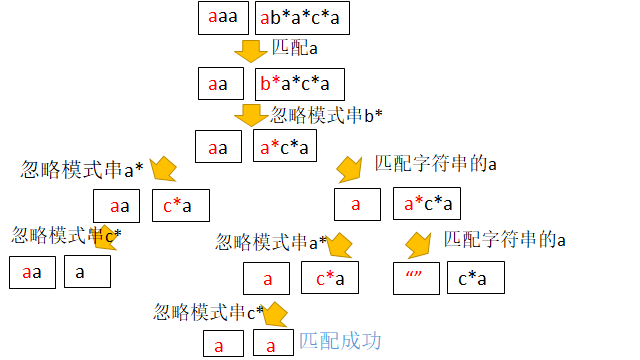 aaa ab*a*c*a
匹配a
aa b*a*c*a
忽略模式串b*
aa a*c*a
忽略模式串a* 匹配字符串的a
aa c*a a a*c*a
忽略模式串c* 忽略模式串a* 匹配字符串的a
aa a a c*a “” c*a
忽略模式串c*
a a 匹配成功